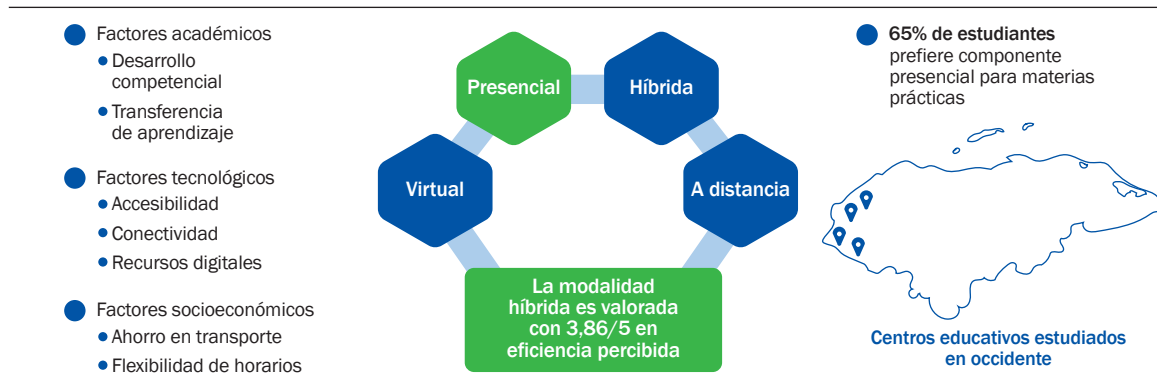 Factores académicos
• Desarrollo
competencial
• Transferencia
de aprendizaje
Factores tecnológicos
• Accesibilidad
• Conectividad
• Recursos digitales
Factores socioeconómicos
• Ahorro en transporte
• Flexibilidad de horarios
Presencial
Híbrida
Virtual
A distancia
La modalidad
híbrida es valorada
con 3,86/5 en
eficiencia percibida
65% de estudiantes
prefiere componente
presencial para materias
prácticas
Centros educativos estudiados
en occidente